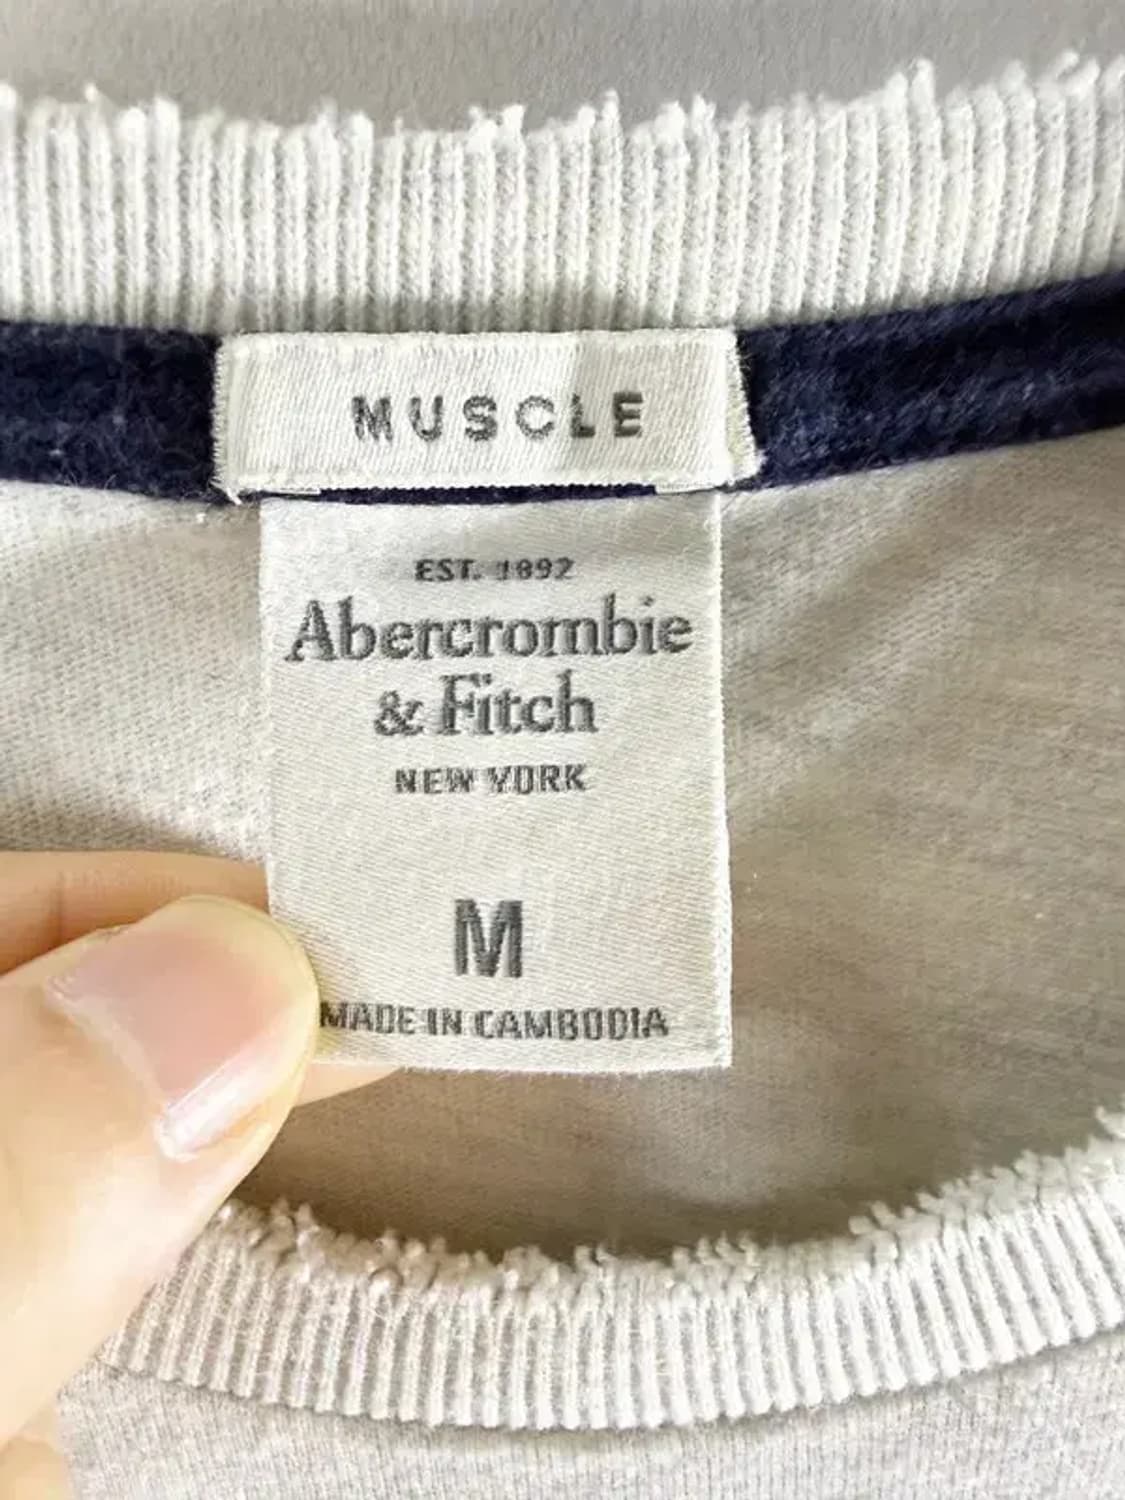 MUSCLE
EST. 1892
Abercrombie
& Fitch
NEW YORK
M
MADE IN CAMBODIA